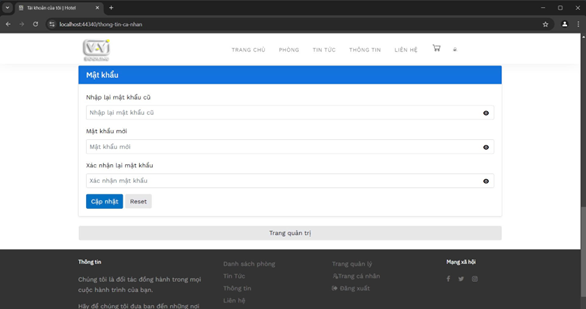 Tài khoản của tôi | Hotel
localhost:44340/thong-tin-ca-nhan
TRANG CHỦ PHÒNG TIN TỨC THÔNG TIN LIÊN HỆ
Mật khẩu
Nhập lại mật khẩu cũ
Nhập lại mật khẩu cũ
Mật khẩu mới
Mật khẩu mới
Xác nhận lại mật khẩu
Xác nhận mật khẩu
Cập nhật Reset
Trang quản trị
Thông tin
Chúng tôi là đối tác đồng hành trong mọi
cuộc hành trình của bạn.
Hãy để chúng tôi đưa bạn đến những nơi
Danh sách phòng
Tin Tức
Thông tin
Liên hệ
Trang quản lý
Trang cá nhân
Đăng xuất
Mạng xã hội